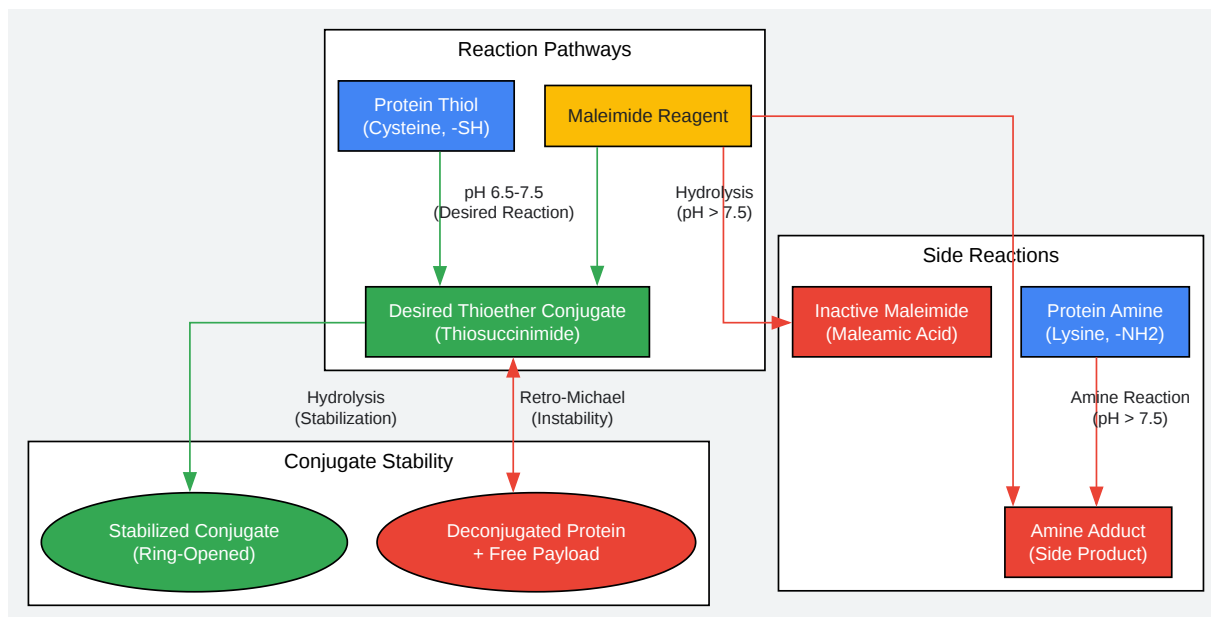 Reaction Pathways
Protein Thiol
(Cysteine, -SH)
Maleimide Reagent
pH 6.5-7.5
(Desired Reaction)
Hydrolysis
(pH > 7.5)
Desired Thioether Conjugate
(Thiosuccinimide)
Side Reactions
Inactive Maleimide
(Maleamic Acid)
Protein Amine
(Lysine, -NH2)
Amine Reaction
(pH > 7.5)
Amine Adduct
(Side Product)
Hydrolysis
(Stabilization)
Retro-Michael
(Instability)
Conjugate Stability
Stabilized Conjugate
(Ring-Opened)
Deconjugated Protein
+ Free Payload